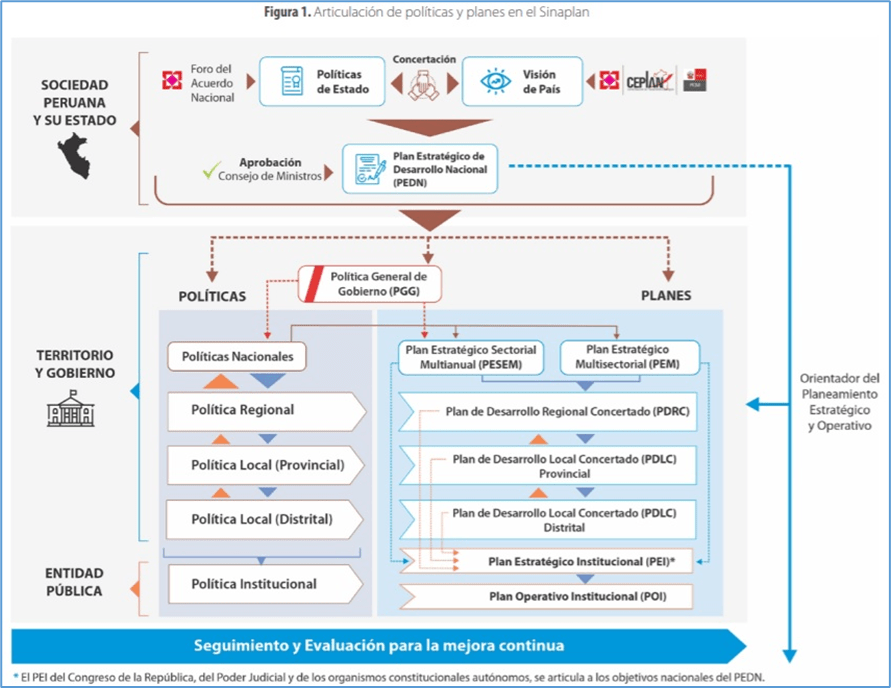 Figura 1. Articulación de políticas y planes en el Sinaplan
SOCIEDAD
PERUANA
Y SU ESTADO
Foro del
Acuerdo
Nacional
Políticas
de Estado
Concertación
Visión
de País
CEPLAN
Aprobación
Consejo de Ministros
Plan Estratégico de
Desarrollo Nacional
(PEDN)
POLÍTICAS
Política General de
Gobierno (PGG)
PLANES
TERRITORIO
Y GOBIERNO
Políticas Nacionales
Plan Estratégico Sectorial
Multianual (PESEM)
Plan Estratégico
Multisectorial (PEM)
Política Regional
Plan de Desarrollo Regional Concertado (PDRC)
Política Local (Provincial)
Plan de Desarrollo Local Concertado (PDLC)
Provincial
Política Local (Distrital)
Plan de Desarrollo Local Concertado (PDLC)
Distrital
Orientador del
Planeamiento
Estratégico
y Operativo
ENTIDAD
PÚBLICA
Política Institucional
Plan Estratégico Institucional (PEI)*
Plan Operativo Institucional (POI)
Seguimiento y Evaluación para la mejora continua
* El PEI del Congreso de la República, del Poder Judicial y de los organismos constitucionales autónomos, se articula a los objetivos nacionales del PEDN.